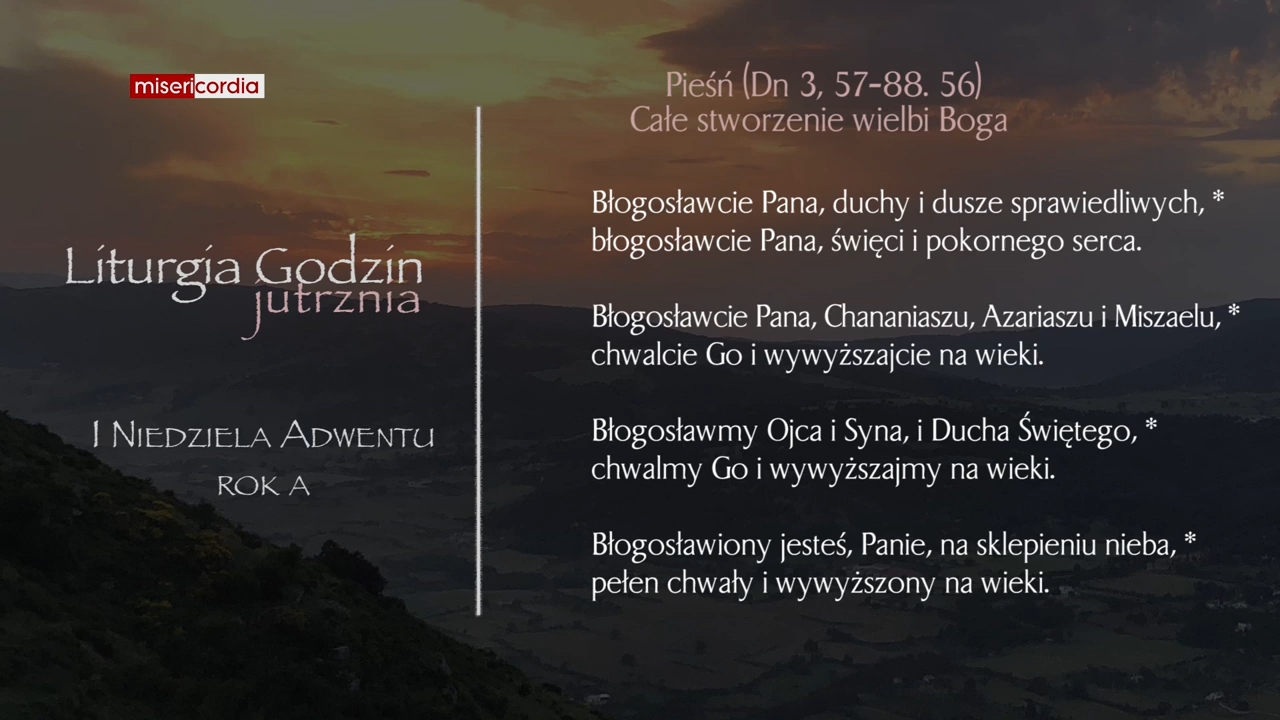 misericordia
Liturgia Godzin
jutrznia
I Niedziela Adwentu
rok A
Pieśń (Dn 3, 57-88. 56)
Całe stworzenie wielbi Boga
Błogosławcie Pana, duchy i dusze sprawiedliwych, *
błogosławcie Pana, święci i pokornego serca.
Błogosławcie Pana, Chananiaszu, Azariaszu i Miszaelu, *
chwalcie Go i wywyższajcie na wieki.
Błogosławmy Ojca i Syna, i Ducha Świętego, *
chwalmy Go i wywyższajmy na wieki.
Błogosławiony jesteś, Panie, na sklepieniu nieba, *
pełen chwały i wywyższony na wieki.